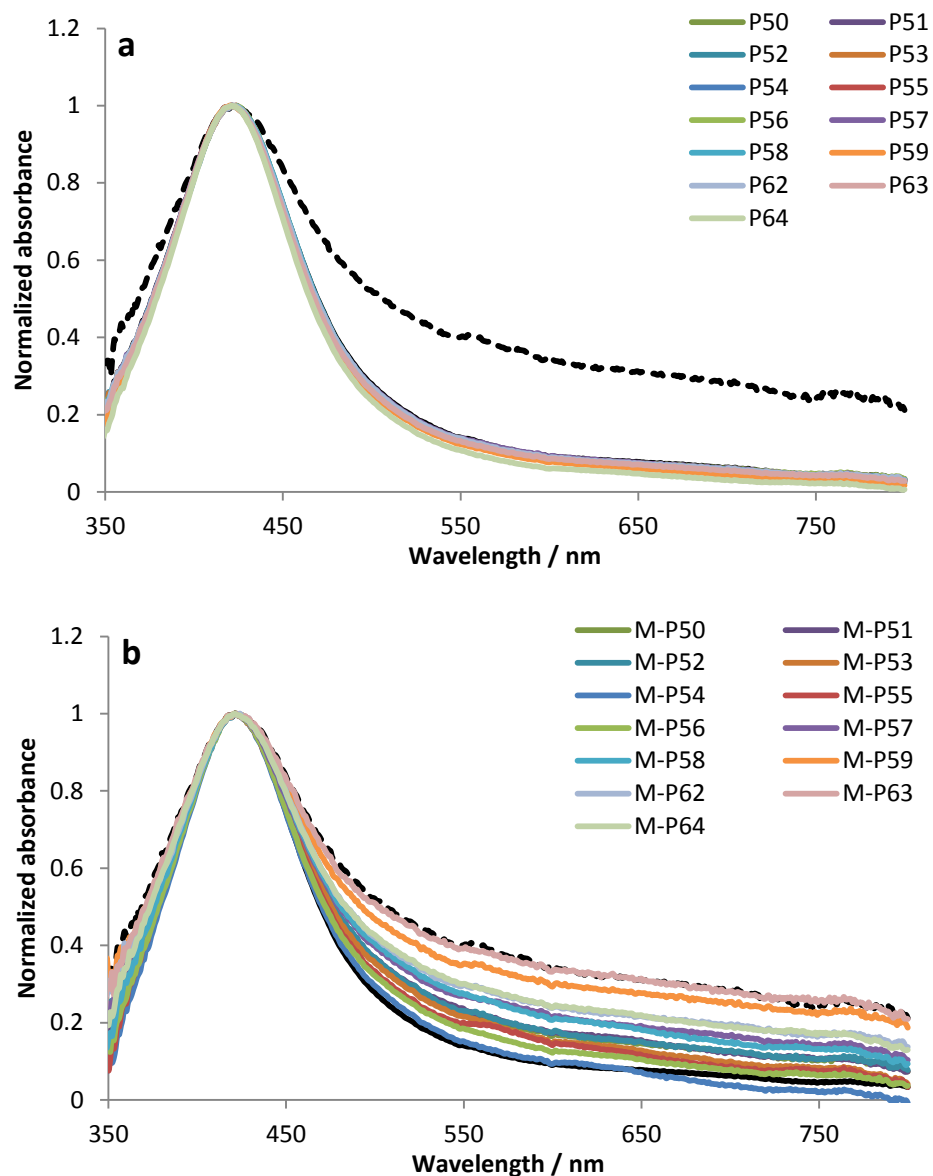 a
P50 P51
P52 P53
P54 P55
P56 P57
P58 P59
P62 P63
P64
Normalized absorbance
1.2
1
0.8
0.6
0.4
0.2
0
350 450 550 650 750
Wavelength / nm
b
M-P50 M-P51
M-P52 M-P53
M-P54 M-P55
M-P56 M-P57
M-P58 M-P59
M-P62 M-P63
M-P64
Normalized absorbance
1.2
1
0.8
0.6
0.4
0.2
0
350 450 550 650 750
Wavelength / nm